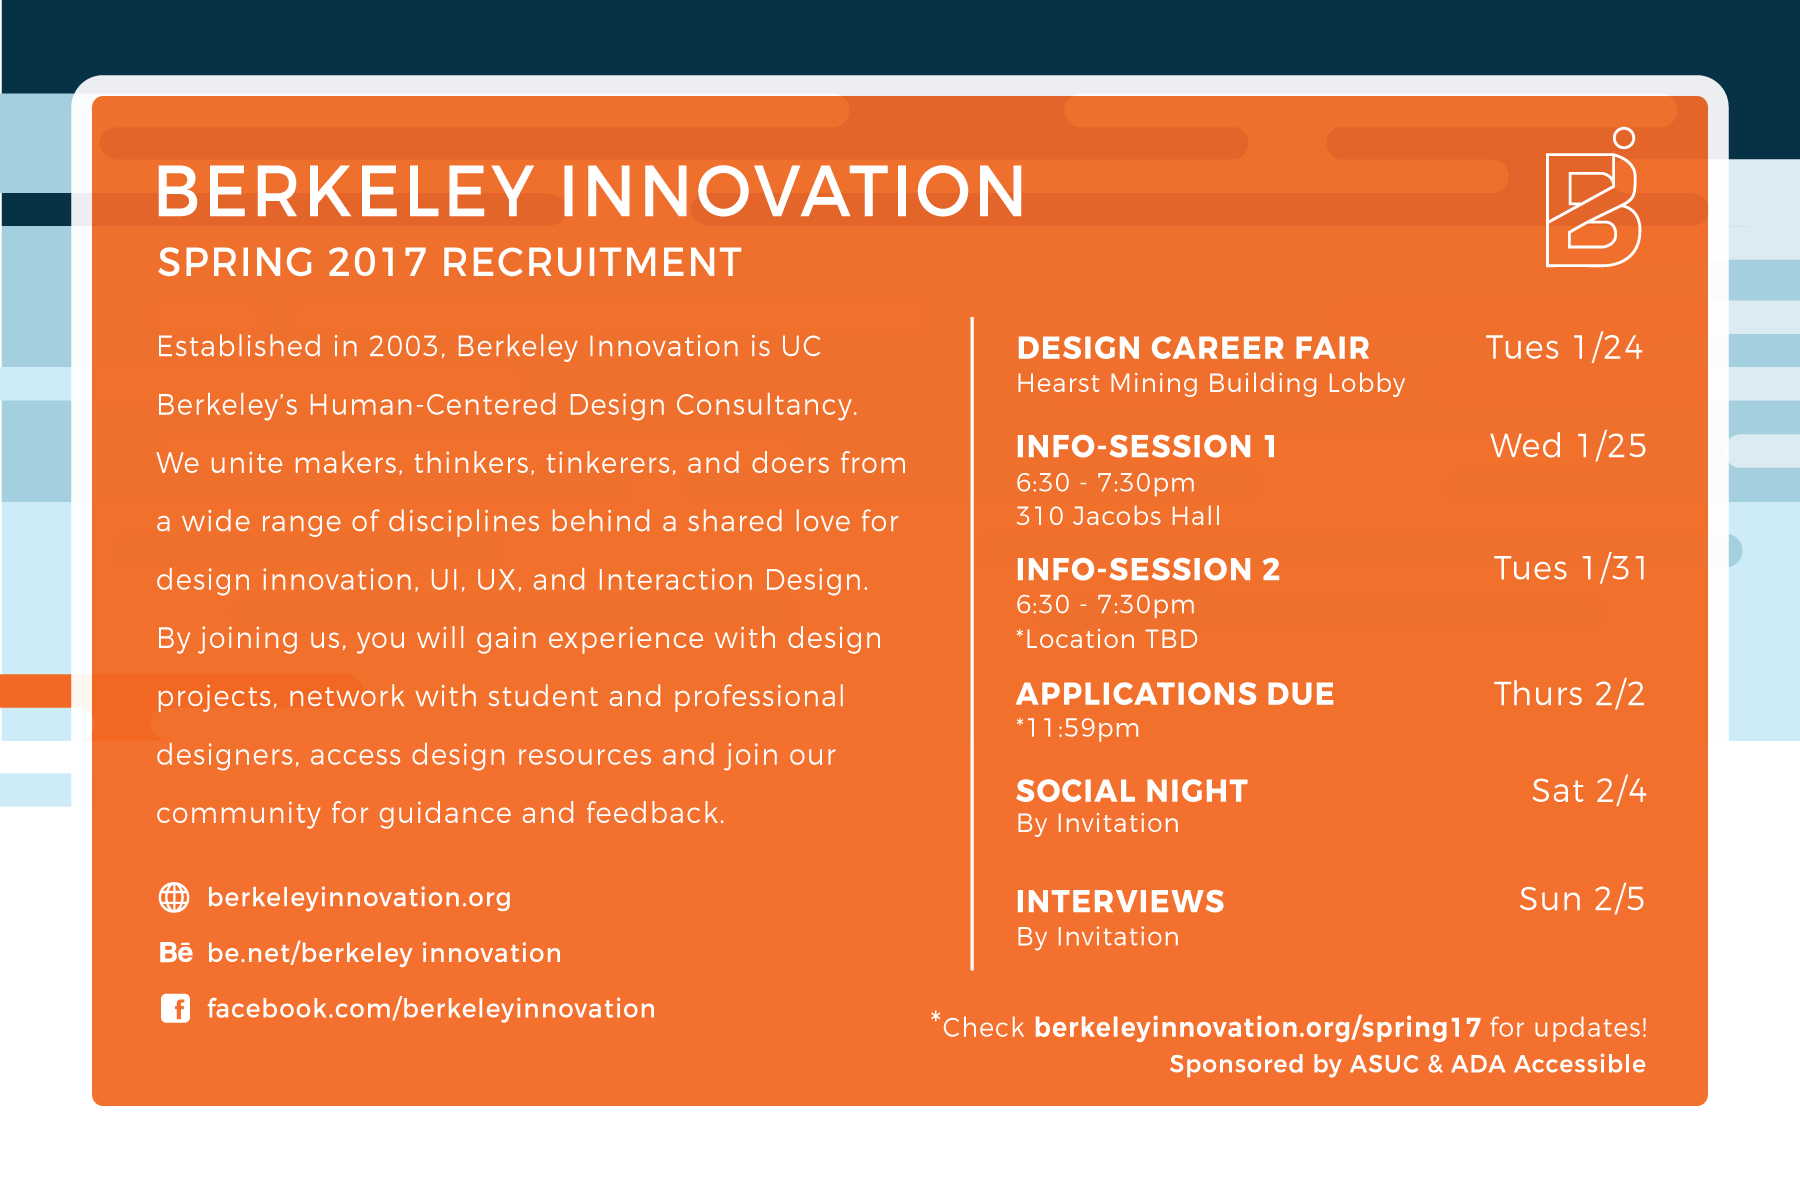 BERKELEY INNOVATION
SPRING 2017 RECRUITMENT
Established in 2003, Berkeley Innovation is UC
Berkeley’s Human-Centered Design Consultancy.
We unite makers, thinkers, tinkerers, and doers from
a wide range of disciplines behind a shared love for
design innovation, UI, UX, and Interaction Design.
By joining us, you will gain experience with design
projects, network with student and professional
designers, access design resources and join our
community for guidance and feedback.
berkeleyinnovation.org
Bē be.net/berkeley innovation
f facebook.com/berkeleyinnovation
DESIGN CAREER FAIR Tues 1/24
Hearst Mining Building Lobby
INFO-SESSION 1 Wed 1/25
6:30 - 7:30pm
310 Jacobs Hall
INFO-SESSION 2 Tues 1/31
6:30 - 7:30pm
*Location TBD
APPLICATIONS DUE Thurs 2/2
*11:59pm
SOCIAL NIGHT Sat 2/4
By Invitation
INTERVIEWS Sun 2/5
By Invitation
*Check berkeleyinnovation.org/spring17 for updates!
Sponsored by ASUC & ADA Accessible